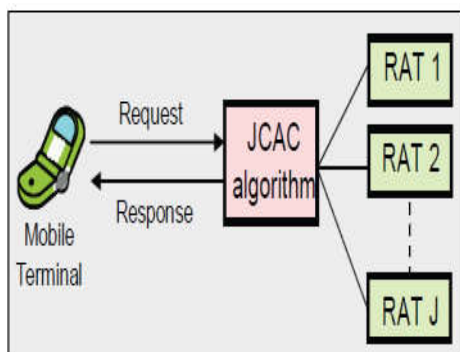 Request
Response
Mobile
Terminal
JCAC
algorithm
RAT 1
RAT 2
RAT J